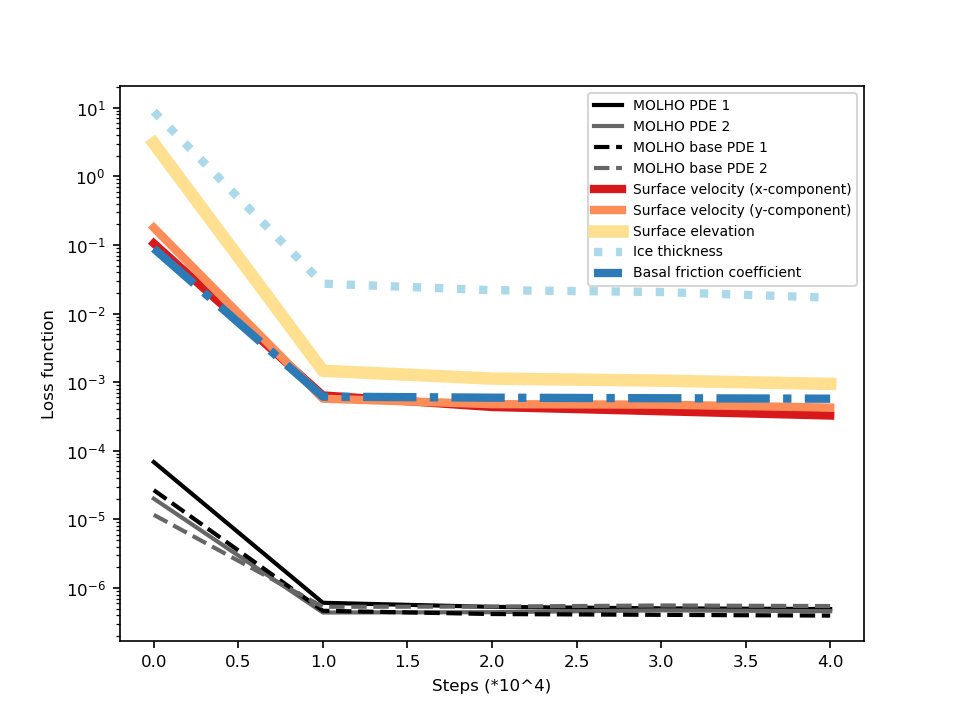 10^1
10^0
10^−1
10^−2
10^−3
10^−4
10^−5
10^−6
Loss function
MOLHO PDE 1
MOLHO PDE 2
MOLHO base PDE 1
MOLHO base PDE 2
Surface velocity (x-component)
Surface velocity (y-component)
Surface elevation
Ice thickness
Basal friction coefficient
0.0 0.5 1.0 1.5 2.0 2.5 3.0 3.5 4.0
Steps (*10^4)